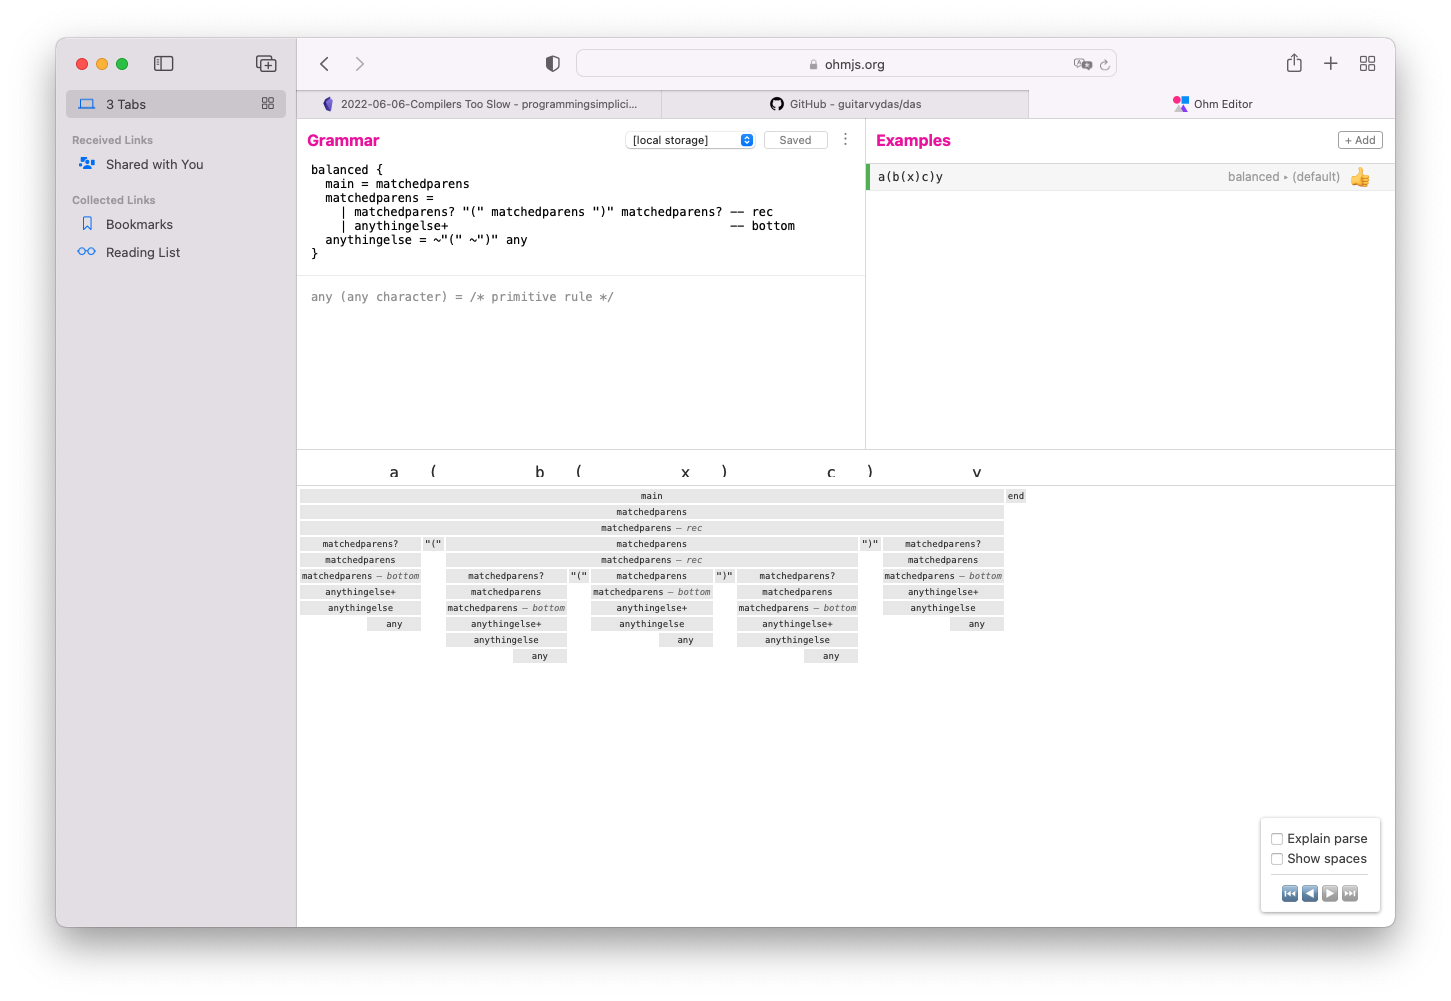 ohmjs.org
3 Tabs
2022-06-06-Compilers Too Slow - programmingsimplici...
GitHub - guitarvydas/das
Ohm Editor
Received Links
Shared with You
Collected Links
Bookmarks
Reading List
Grammar
[local storage]
Saved
balanced {
main = matchedparens
matchedparens =
| matchedparens? "(" matchedparens ")" matchedparens? -- rec
| anythingelse+ -- bottom
anythingelse = ~"(" ~")" any
}
any (any character) = /* primitive rule */
Examples
+ Add
a(b(x)c)y balanced ▸ (default) 👍
a ( b ( x ) c ) y
main end
matchedparens
matchedparens – rec
matchedparens? "(" matchedparens ")" matchedparens?
matchedparens matchedparens – rec matchedparens
matchedparens – bottom matchedparens? "(" matchedparens ")" matchedparens? matchedparens – bottom
anythingelse+ matchedparens matchedparens – bottom matchedparens anythingelse+
anythingelse matchedparens – bottom anythingelse+ matchedparens – bottom anythingelse
any anythingelse+ anythingelse anythingelse+ any
anythingelse any anythingelse
any any
Explain parse
Show spaces